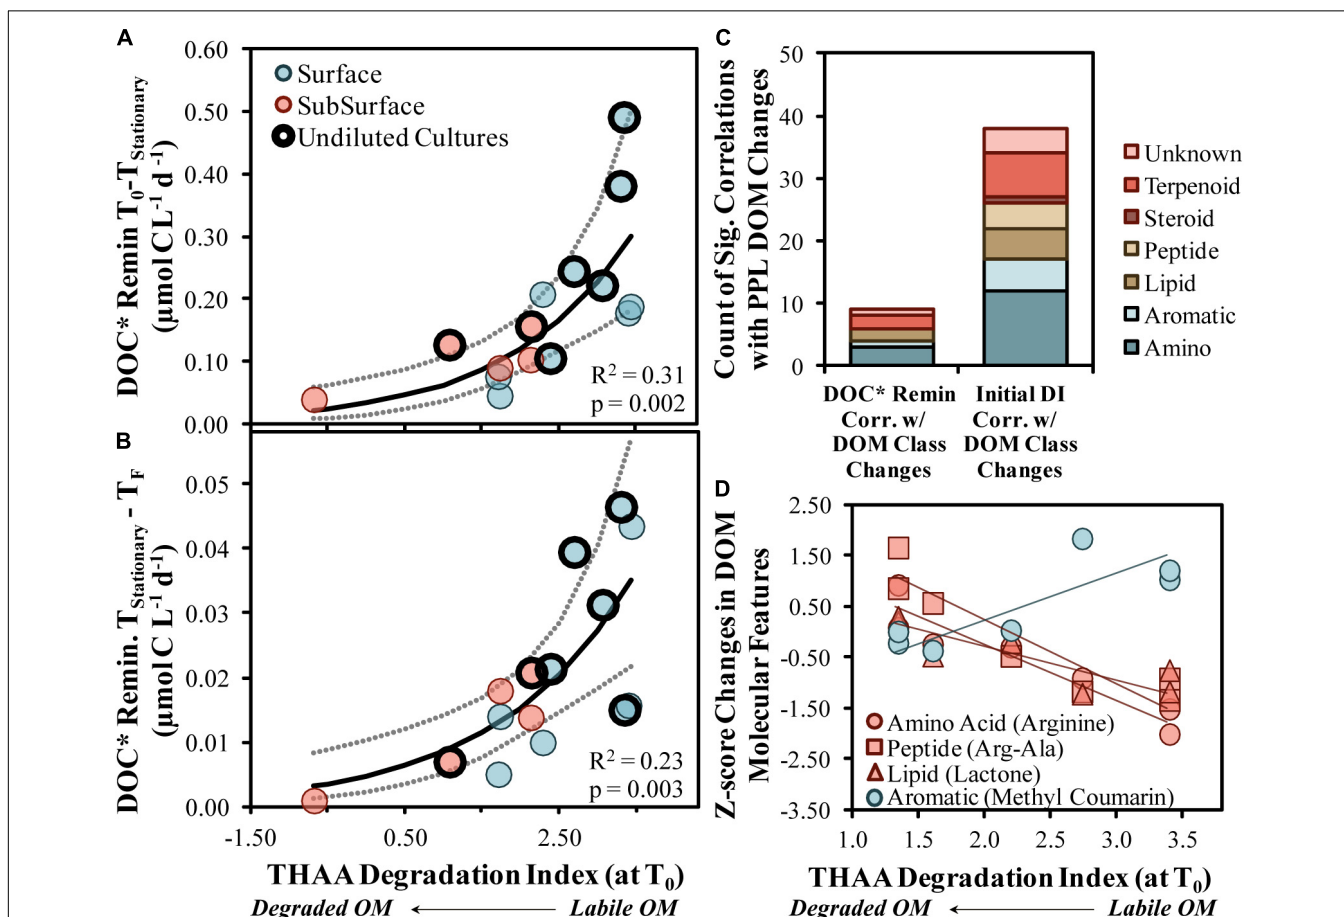 A
0.60
0.50
0.40
0.30
0.20
0.10
0.00
DOC* Remin T0-TStationary
(µmol CL-1 d-1)
Surface
SubSurface
Undiluted Cultures
R2 = 0.31
p = 0.002
B
0.05
0.04
0.03
0.02
0.01
0.00
DOC* Remin. TStationary - TF
(µmol C L-1 d-1)
R2 = 0.23
p = 0.003
-1.50
0.50
2.50
THAA Degradation Index (at T0)
Degraded OM
Labile OM
C
50
40
30
20
10
0
Count of Sig. Correlations
with PPL DOM Changes
Unknown
Terpenoid
Steroid
Peptide
Lipid
Aromatic
Amino
DOC* Remin
Corr. w/
DOM Class
Changes
Initial DI
Corr. w/
DOM Class
Changes
D
2.50
1.50
0.50
-0.50
-1.50
-2.50
-3.50
Z-score Changes in DOM
Molecular Features
Amino Acid (Arginine)
Peptide (Arg-Ala)
Lipid (Lactone)
Aromatic (Methyl Coumarin)
1.0
1.5
2.0
2.5
3.0
3.5
THAA Degradation Index (at T0)
Degraded OM
Labile OM